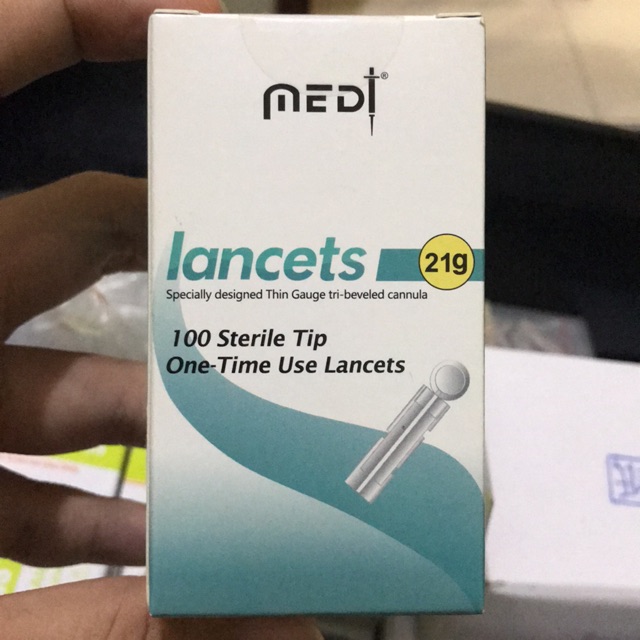 MEDI®
lancets 21g
Specially designed Thin Gauge tri-beveled cannula
100 Sterile Tip
One-Time Use Lancets